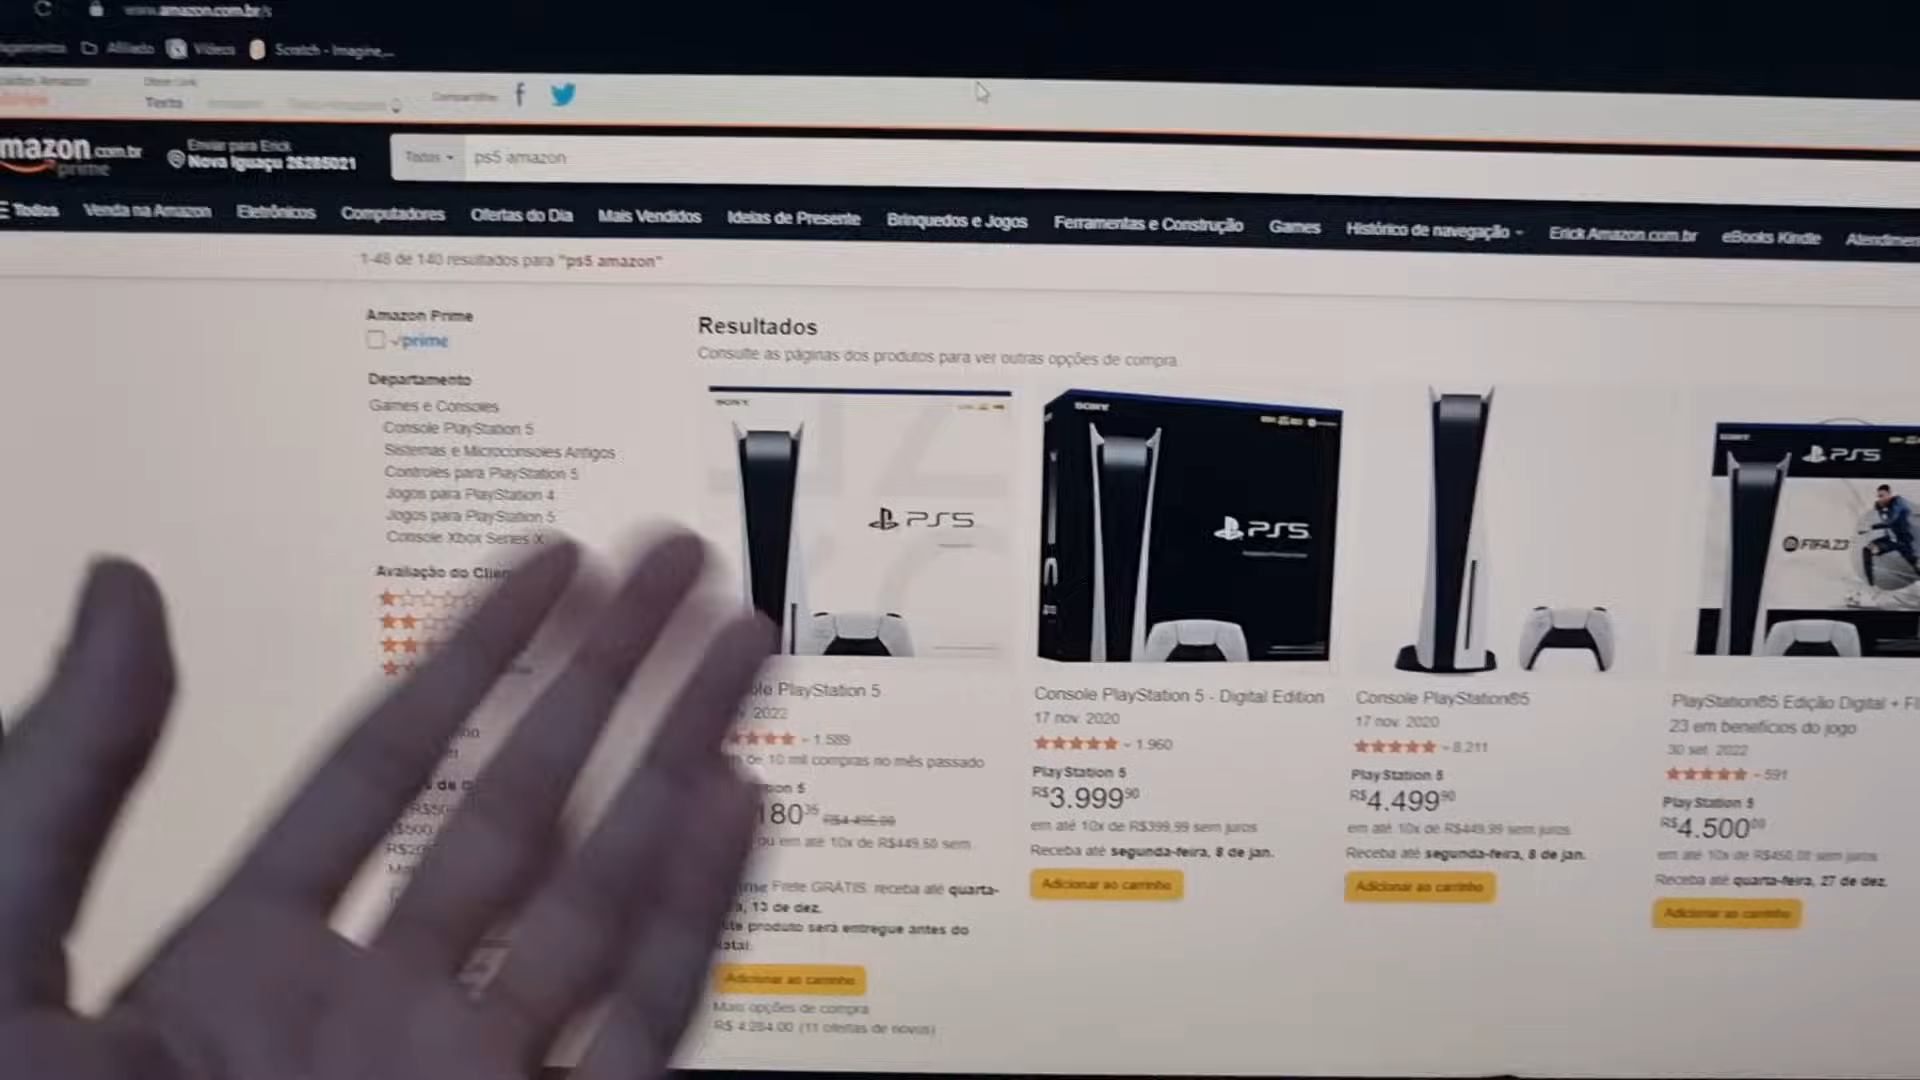 www.amazon.com.br/s
Afiliado Vídeos Scratch - Imagine,...
Texto
Compartilhe
mazon.com.br
prime
Enviar para Erick
Nova Iguaçu 26285021
Todos ps5 amazon
Todos Venda na Amazon Eletrônicos Computadores Ofertas do Dia Mais Vendidos Ideias de Presente Brinquedos e Jogos Ferramentas e Construção Games Histórico de navegação Erick Amazon.com.br eBooks Kindle Atendimen
1-48 de 140 resultados para "ps5 amazon"
Amazon Prime
prime
Departamento
Games e Consoles
Console PlayStation 5
Sistemas e Microconsoles Antigos
Controles para PlayStation 5
Jogos para PlayStation 4
Jogos para PlayStation 5
Console Xbox Series X
Avaliação do Clien
Resultados
Consulte as páginas dos produtos para ver outras opções de compra.
SONY
PS5
PlayStation 5
2022
1.589
de 10 mil compras no mês passado
180
R$4.495,00
ou em até 10x de R$449,50 sem
Frete GRÁTIS: receba até quarta-
13 de dez.
produto será entregue antes do
Adicionar ao carrinho
Mais opções de compra
R$ 4.284,00 (11 ofertas de novos)
SONY
PS5
Console PlayStation 5 - Digital Edition
17 nov. 2020
1.960
PlayStation 5
R$3.99990
em até 10x de R$399,99 sem juros
Receba até segunda-feira, 8 de jan.
Adicionar ao carrinho
Console PlayStation®5
17 nov. 2020
8.211
PlayStation 5
R$4.49990
em até 10x de R$449,99 sem juros
Receba até segunda-feira, 8 de jan.
Adicionar ao carrinho
SONY
PS5
FIFA 23
PlayStation®5 Edição Digital + FI
23 em benefícios do jogo
30 set. 2022
591
PlayStation 5
R$4.50000
em até 10x de R$450,00 sem juros
Receba até quarta-feira, 27 de dez.
Adicionar ao carrinho